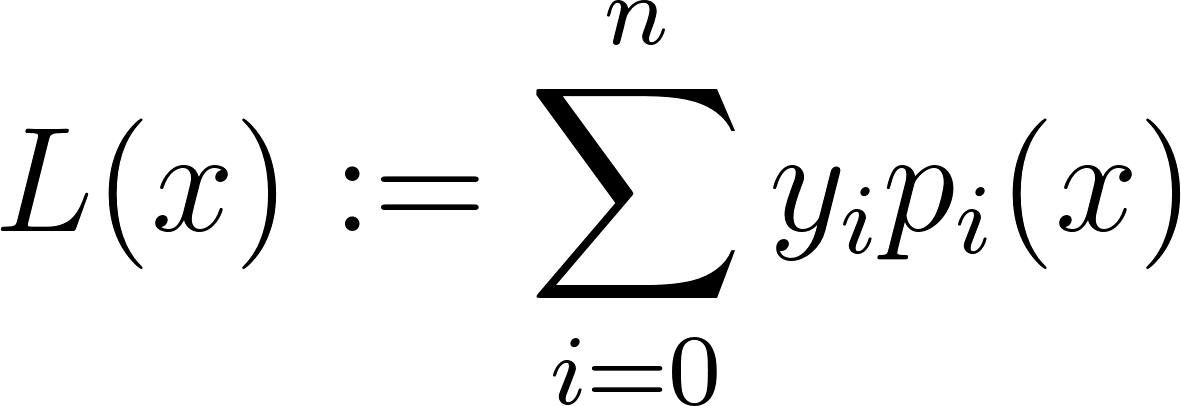 L(x) := \sum_{i=0}^{n} y_i p_i(x)